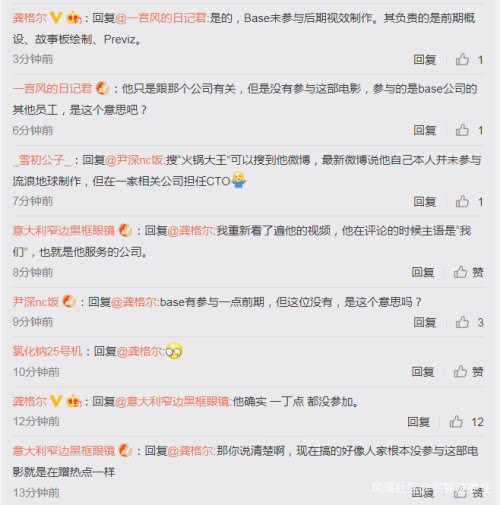 龚格尔：回复@一言风的日记君:是的，Base未参与后期视效制作。其负责的是前期概
设、故事板绘制、Previz。
3分钟前
回复 1
一言风的日记君：他只是跟那个公司有关，但是没有参与这部电影，参与的是base公司的
其他员工，是这个意思吧？
6分钟前
回复 1
_雪初公子_：回复@尹深nc饭:搜“火锅大王”可以搜到他微博，最新微博说他自己本人并未参与
流浪地球制作，但在一家相关公司担任CTO
7分钟前
回复 1
意大利窄边黑框眼镜：回复@龚格尔:我重新看了遍他的视频，他在评论的时候主语是“我
们”，也就是他服务的公司。
8分钟前
回复 赞
尹深nc饭：回复@龚格尔:base有参与一点前期，但这位没有，是这个意思吗？
9分钟前
回复 3
氯化钠25号机：回复@龚格尔:
10分钟前
回复 赞
龚格尔：回复@意大利窄边黑框眼镜:他确实 一丁点 都没参加。
12分钟前
回复 12
意大利窄边黑框眼镜：回复@龚格尔:那你说清楚啊，现在搞的好像人家根本没参与这部电
影就是在蹭热点一样
13分钟前
回复 赞